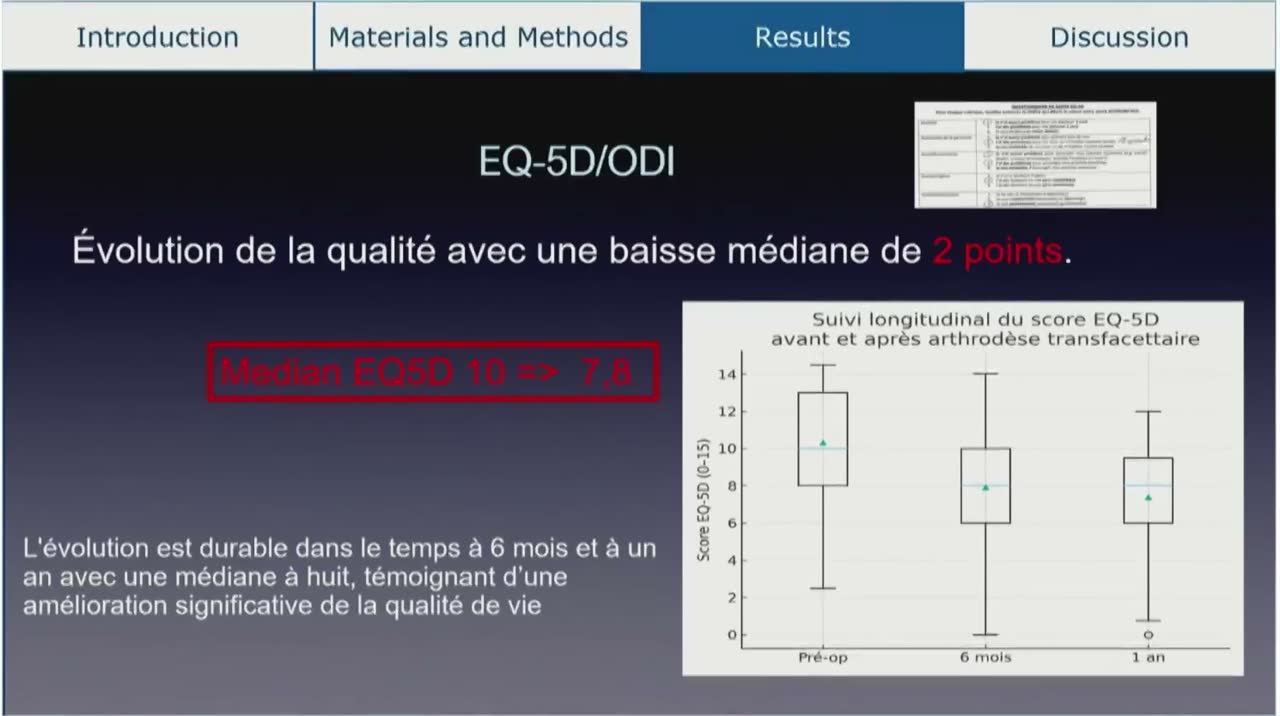 Introduction
Materials and Methods
Results
Discussion
EQ-5D/ODI
Évolution de la qualité avec une baisse médiane de 2 points.
Median EQ5D 10 => 7,8
L'évolution est durable dans le temps à 6 mois et à un
an avec une médiane à huit, témoignant d’une
amélioration significative de la qualité de vie
Suivi longitudinal du score EQ-5D
avant et après arthrodèse transfacettaire
Score EQ-5D (0-15)
14
12
10
8
6
4
2
0
Pré-op
6 mois
1 an